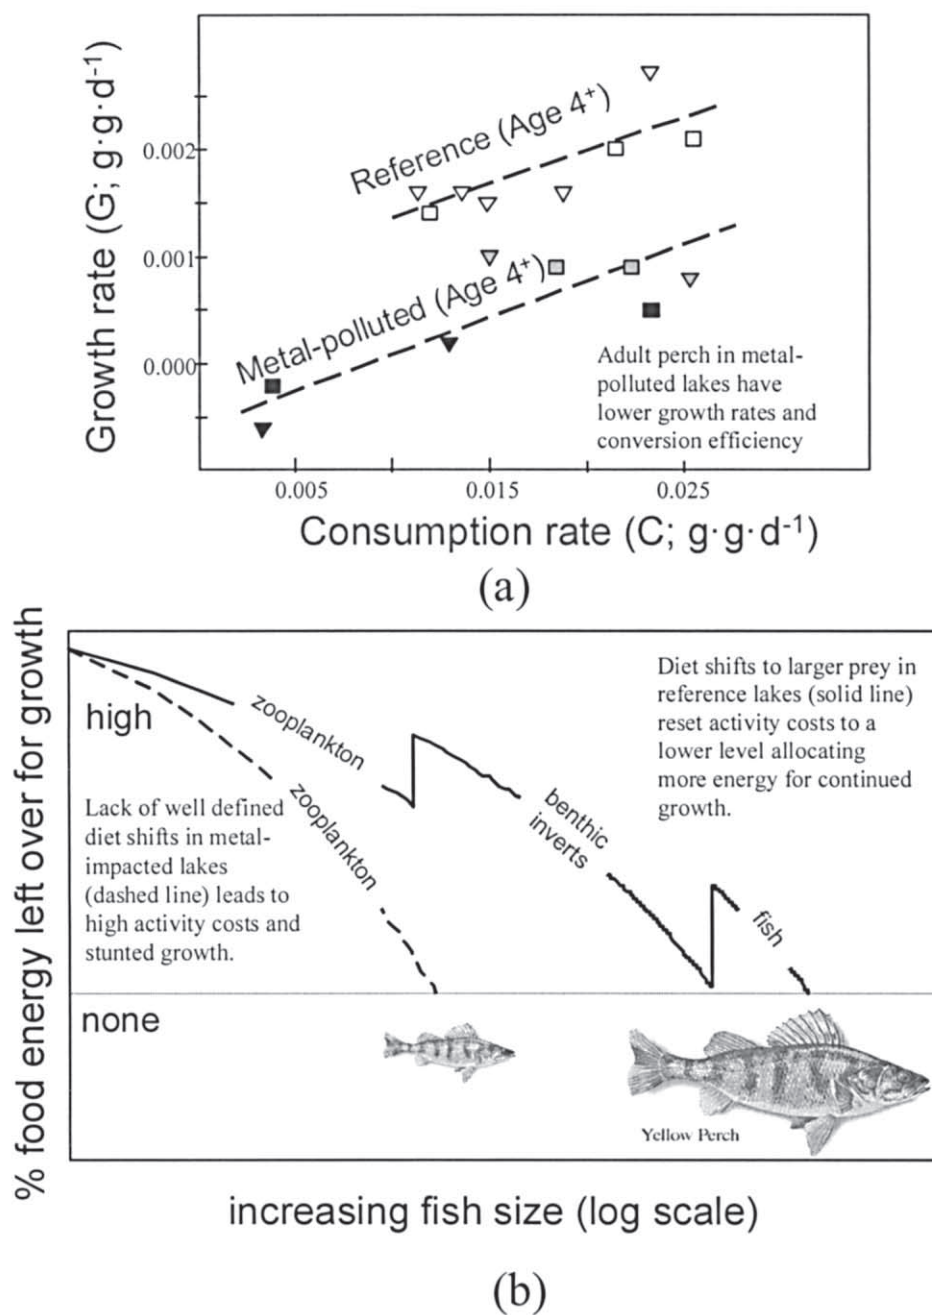 Growth rate (G; g·g·d-1)
0.002
0.001
0.000
Reference (Age 4+)
Metal-polluted (Age 4+)
Adult perch in metal-
polluted lakes have
lower growth rates and
conversion efficiency
0.005
0.015
0.025
Consumption rate (C; g·g·d-1)
(a)
% food energy left over for growth
high
zooplankton
zooplankton
benthic
inverts
fish
Diet shifts to larger prey in
reference lakes (solid line)
reset activity costs to a
lower level allocating
more energy for continued
growth.
Lack of well defined
diet shifts in metal-
impacted lakes
(dashed line) leads to
high activity costs and
stunted growth.
none
Yellow Perch
increasing fish size (log scale)
(b)